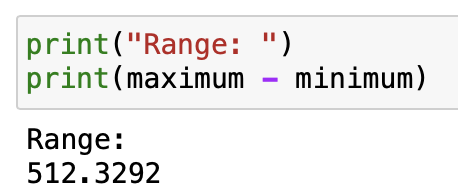 print("Range: ")
print(maximum - minimum)
Range:
512.3292